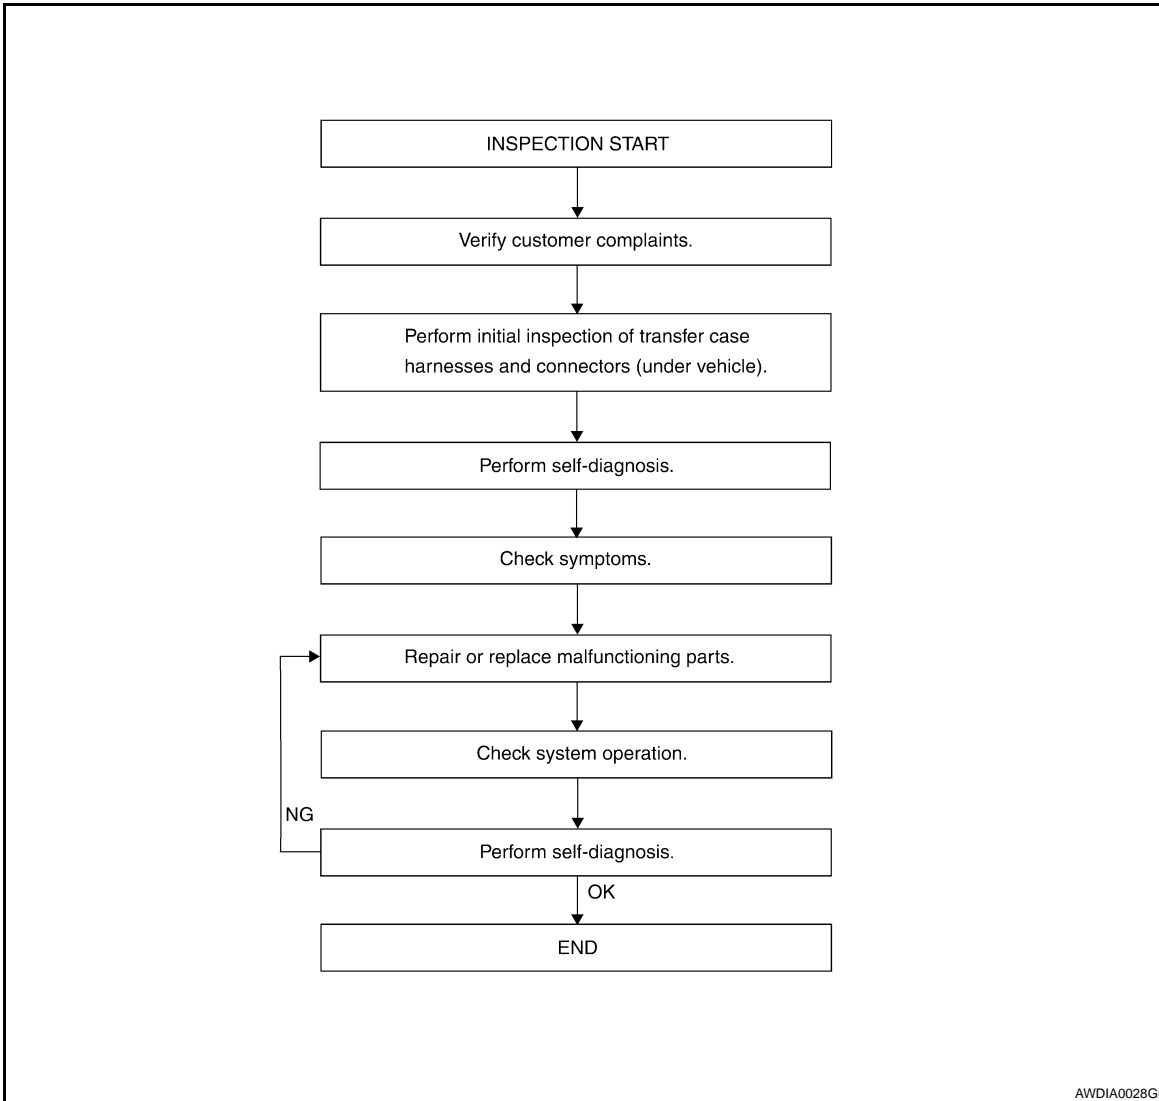 INSPECTION START
Verify customer complaints.
Perform initial inspection of transfer case
harnesses and connectors (under vehicle).
Perform self-diagnosis.
Check symptoms.
Repair or replace malfunctioning parts.
Check system operation.
NG
Perform self-diagnosis.
OK
END